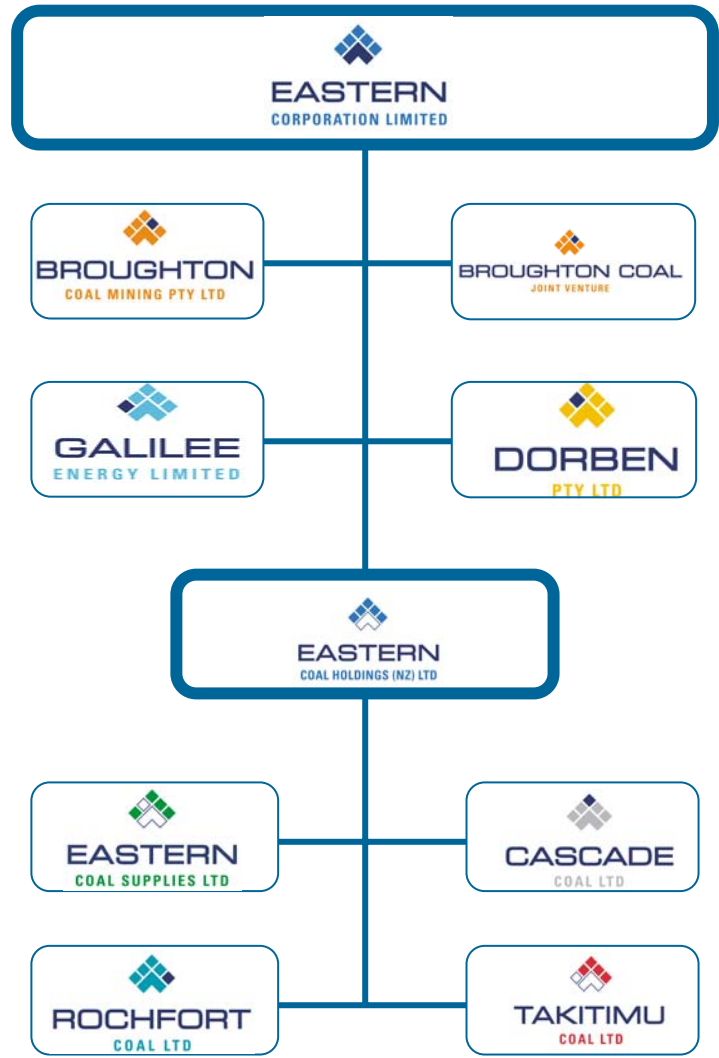 EASTERN
CORPORATION LIMITED
BROUGHTON
COAL MINING PTY LTD
BROUGHTON COAL
JOINT VENTURE
GALILEE
ENERGY LIMITED
DORBEN
PTY LTD
EASTERN
COAL HOLDINGS (NZ) LTD
EASTERN
COAL SUPPLIES LTD
CASCADE
COAL LTD
ROCHFORT
COAL LTD
TAKITIMU
COAL LTD